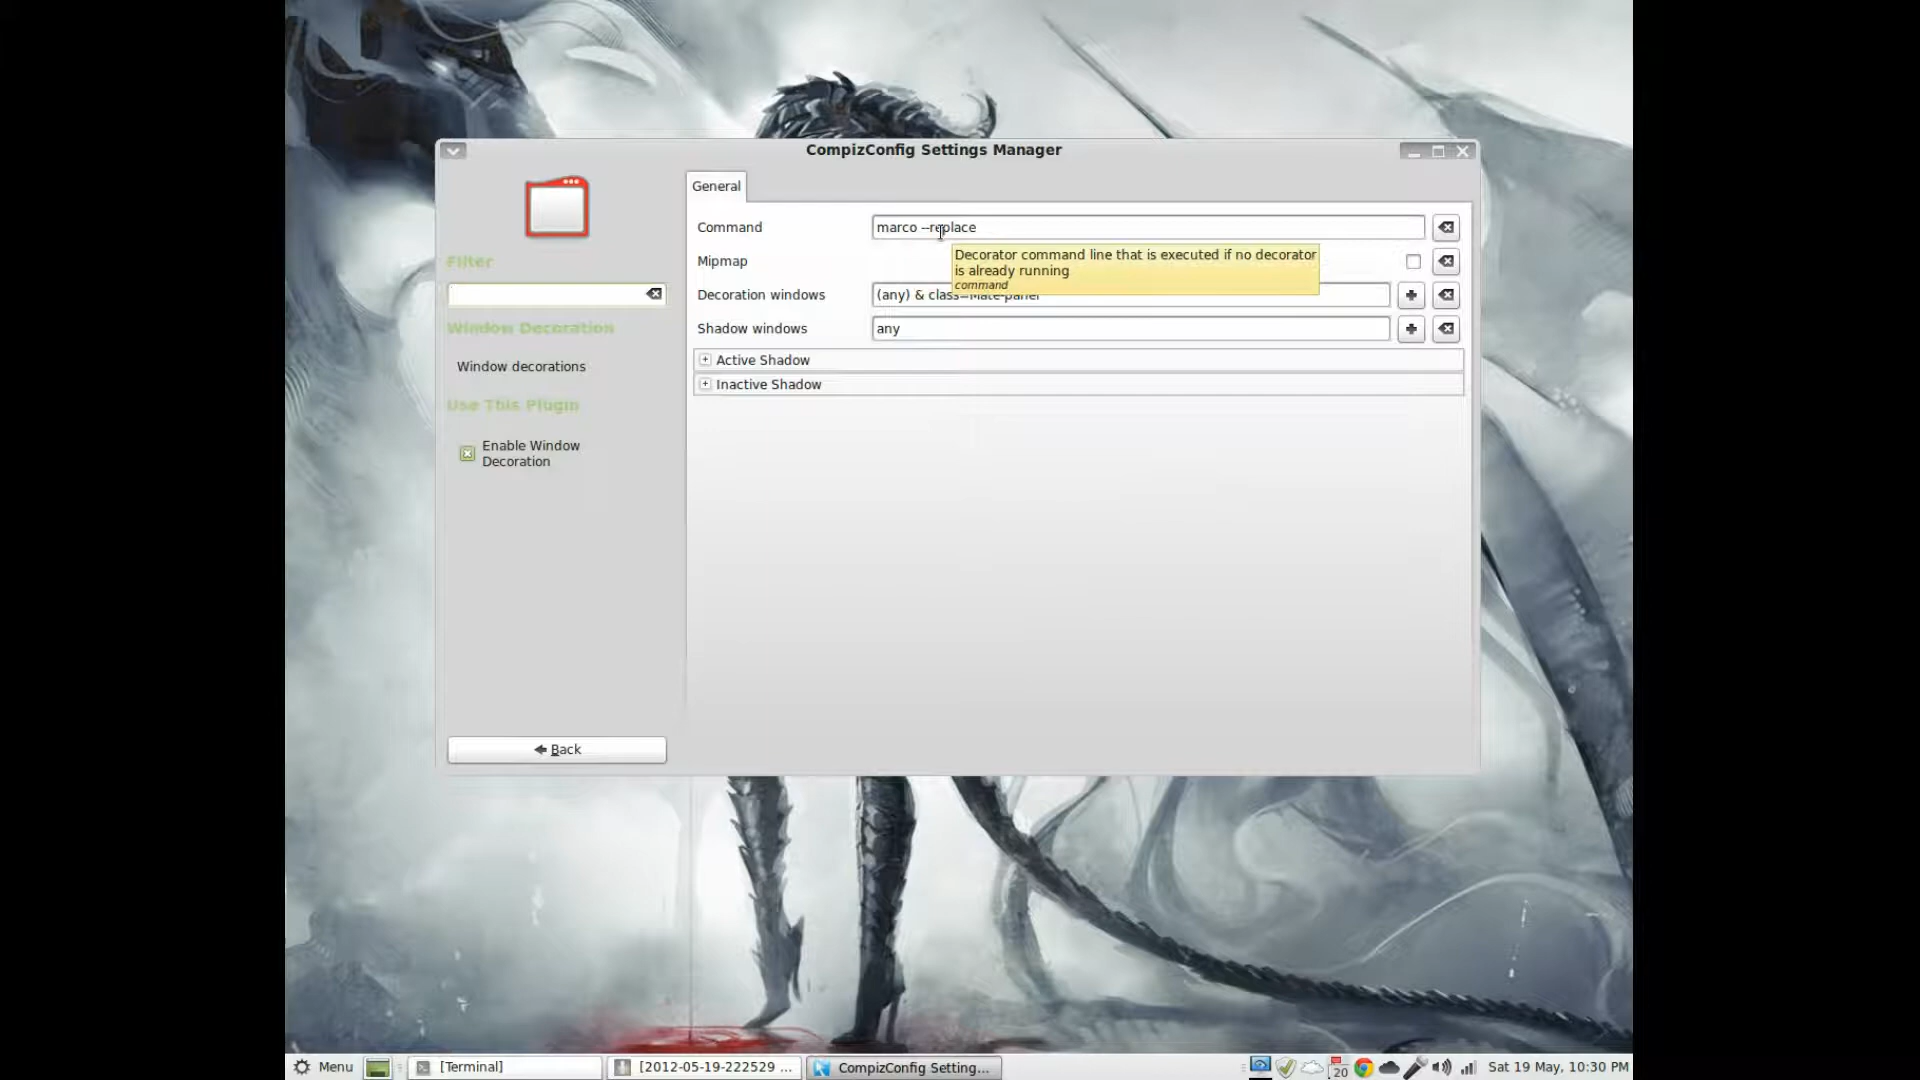 CompizConfig Settings Manager
General
Command
marco --replace
Decorator command line that is executed if no decorator
is already running
command
Mipmap
Decoration windows
(any) & class=Mate-panel
Shadow windows
any
Active Shadow
Inactive Shadow
Filter
Window Decoration
Window decorations
Use This Plugin
Enable Window
Decoration
Back
Menu
[Terminal]
[2012-05-19-222529 ...
CompizConfig Setting...
20
Sat 19 May, 10:30 PM